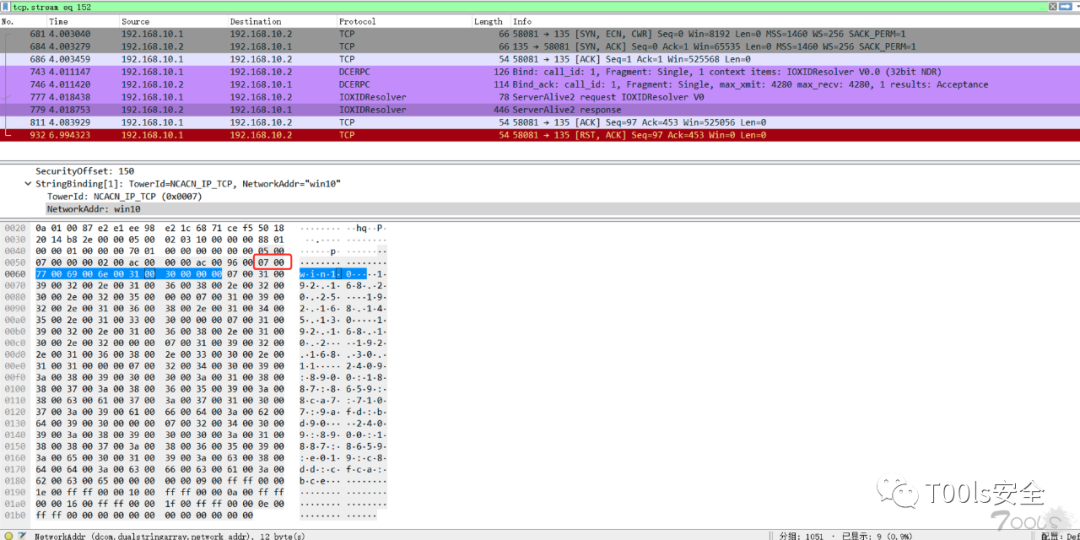 tcp.stream eq 152
No. Time Source Destination Protocol Length Info
681 4.003040 192.168.10.1 192.168.10.2 TCP 66 58081 → 135 [SYN, ECN, CWR] Seq=0 Win=8192 Len=0 MSS=1460 WS=256 SACK_PERM=1
684 4.003279 192.168.10.2 192.168.10.1 TCP 66 135 → 58081 [SYN, ACK] Seq=0 Ack=1 Win=65535 Len=0 MSS=1460 WS=256 SACK_PERM=1
686 4.003459 192.168.10.1 192.168.10.2 TCP 54 58081 → 135 [ACK] Seq=1 Ack=1 Win=525568 Len=0
743 4.011147 192.168.10.1 192.168.10.2 DCERPC 126 Bind: call_id: 1, Fragment: Single, 1 context items: IOXIDResolver V0.0 (32bit NDR)
746 4.011420 192.168.10.2 192.168.10.1 DCERPC 114 Bind_ack: call_id: 1, Fragment: Single, max_xmit: 4280 max_recv: 4280, 1 results: Acceptance
777 4.018438 192.168.10.1 192.168.10.2 IOXIDResolver 78 ServerAlive2 request IOXIDResolver V0
779 4.018753 192.168.10.2 192.168.10.1 IOXIDResolver 446 ServerAlive2 response
811 4.083929 192.168.10.1 192.168.10.2 TCP 54 58081 → 135 [ACK] Seq=97 Ack=453 Win=525056 Len=0
932 6.994323 192.168.10.1 192.168.10.2 TCP 54 58081 → 135 [RST, ACK] Seq=97 Ack=453 Win=0 Len=0
SecurityOffset: 150
StringBinding[1]: TowerId=NCACN_IP_TCP, NetworkAddr="win10"
TowerId: NCACN_IP_TCP (0x0007)
NetworkAddr: win10
0020 0a 01 00 87 e2 e1 ee 98 e2 1c 68 71 ce f5 50 18 ········ ··hq··P·
0030 20 14 b8 2e 00 00 05 00 02 03 10 00 00 00 88 01
0040 00 00 01 00 00 00 70 01 00 00 00 00 00 00 05 00
0050 07 00 00 00 02 00 ac 00 00 00 ac 00 96 00 07 00
0060 77 00 69 00 6e 00 31 00 30 00 00 00 07 00 31 00 w·i·n·1· 0·····1·
0070 39 00 32 00 2e 00 31 00 36 00 38 00 2e 00 32 00 9·2·.·1· 6·8·.·2·
0080 30 00 2e 00 32 00 35 00 00 00 07 00 31 00 39 00 0·.·2·5· ····1·9·
0090 32 00 2e 00 31 00 36 00 38 00 2e 00 31 00 34 00 2·.·1·6· 8·.·1·4·
00a0 35 00 2e 00 31 00 33 00 30 00 00 00 07 00 31 00 5·.·1·3· 0·····1·
00b0 39 00 32 00 2e 00 31 00 36 00 38 00 2e 00 31 00 9·2·.·1· 6·8·.·1·
00c0 30 00 2e 00 32 00 00 00 07 00 31 00 39 00 32 00 0·.·2··· ··1·9·2·
00d0 2e 00 31 00 36 00 38 00 2e 00 33 00 30 00 2e 00 .·1·6·8· .·3·0·.·
00e0 31 00 31 00 00 00 07 00 32 00 34 00 30 00 39 00 1·1····· 2·4·0·9·
00f0 3a 00 38 00 39 00 30 00 30 00 3a 00 31 00 38 00 :·8·9·0· 0·:·1·8·
0100 38 00 37 00 3a 00 38 00 36 00 35 00 39 00 3a 00 8·7·:·8· 6·5·9·:·
0110 38 00 63 00 61 00 37 00 3a 00 37 00 31 00 30 00 8·c·a·7· :·7·1·0·
0120 37 00 3a 00 39 00 61 00 66 00 64 00 3a 00 62 00 7·:·9·a· f·d·:·b·
0130 64 00 39 00 30 00 00 00 07 00 32 00 34 00 30 00 d·9·0··· ··2·4·0·
0140 39 00 3a 00 38 00 39 00 30 00 30 00 3a 00 31 00 9·:·8·9· 0·0·:·1·
0150 38 00 38 00 37 00 3a 00 38 00 36 00 35 00 39 00 8·8·7·:· 8·6·5·9·
0160 3a 00 65 00 30 00 31 00 39 00 3a 00 63 00 38 00 :·e·0·1· 9·:·c·8·
0170 64 00 64 00 3a 00 63 00 66 00 63 00 61 00 3a 00 d·d·:·c· f·c·a·:·
0180 62 00 63 00 65 00 00 00 00 00 09 00 ff ff 00 00 b·c·e··· ········
0190 1e 00 ff ff 00 00 10 00 ff ff 00 00 0a 00 ff ff
01a0 00 00 16 00 ff ff 00 00 1f 00 ff ff 00 00 0e 00
01b0 ff ff 00 00 00 00 00 00 00 00 00 00 00 00
T00ls安全
7ools
NetworkAddr (dcom.dualstringarray.network_addr), 12 byte(s)
分组: 1051 · 已显示: 9 (0.9%)
配置: Def